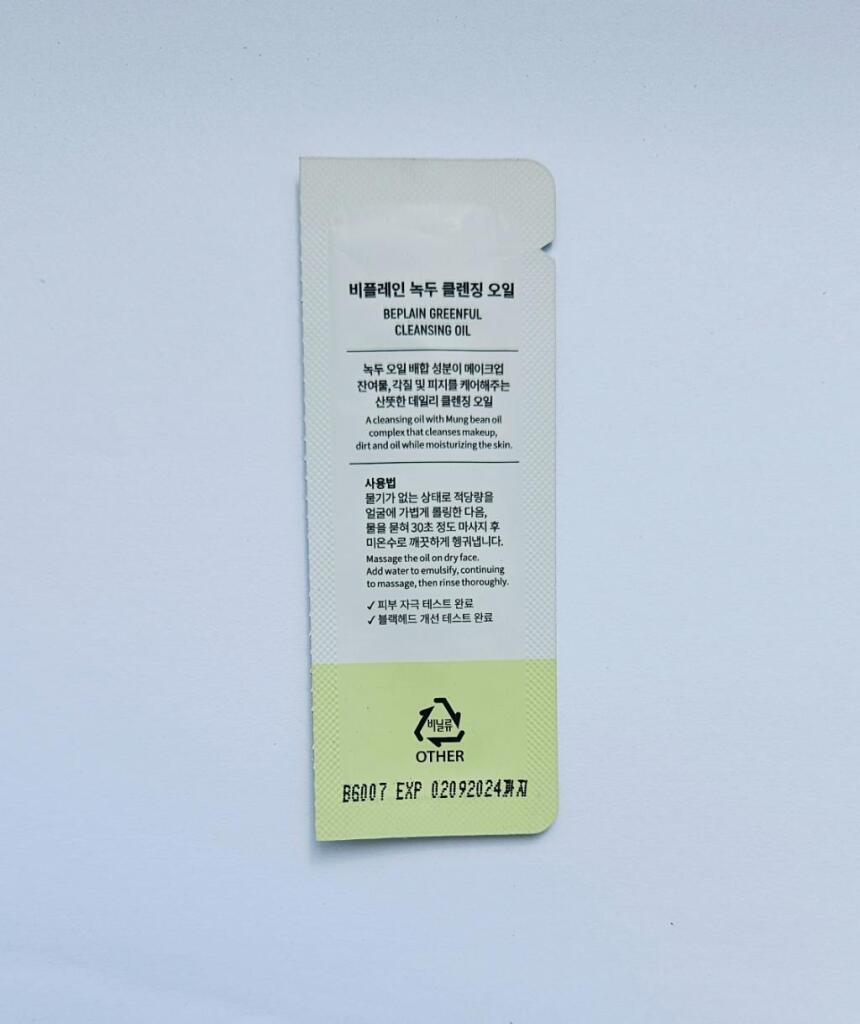 비플레인 녹두 클렌징 오일
BEPLAIN GREENFUL
CLEANSING OIL
녹두 오일 배합 성분이 메이크업
잔여물, 각질 및 피지를 케어해주는
산뜻한 데일리 클렌징 오일
A cleansing oil with Mung bean oil
complex that cleanses makeup,
dirt and oil while moisturizing the skin.
사용법
물기가 없는 상태로 적당량을
얼굴에 가볍게 롤링한 다음,
물을 묻혀 30초 정도 마사지 후
미온수로 깨끗하게 헹궈냅니다.
Massage the oil on dry face.
Add water to emulsify, continuing
to massage, then rinse thoroughly.
✓ 피부 자극 테스트 완료
✓ 블랙헤드 개선 테스트 완료
비닐류
OTHER
BG007 EXP 02092024까지